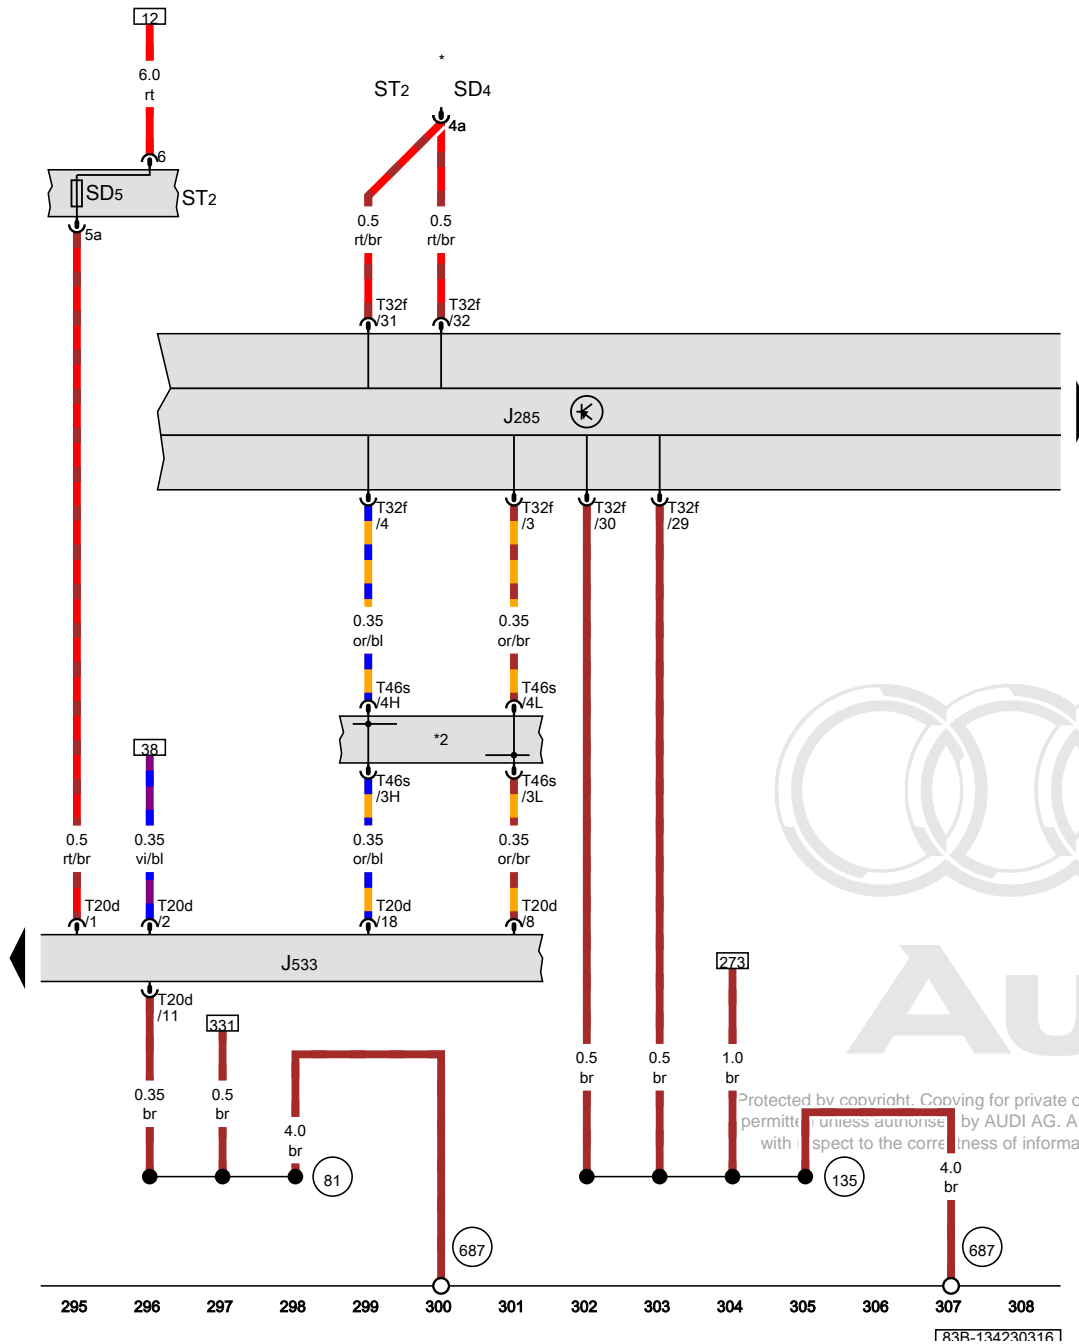 12
6.0
rt
*
ST2 SD4
4a
6
SD5
ST2
5a
0.5
rt/br
0.5
rt/br
T32f
/31
T32f
/32
J285
T32f
/4
T32f
/3
T32f
/30
T32f
/29
0.35
or/bl
0.35
or/br
T46s
/4H
T46s
/4L
*2
38
T46s
/3H
T46s
/3L
0.5
rt/br
0.35
vi/bl
0.35
or/bl
0.35
or/br
T20d
/1
T20d
/2
T20d
/18
T20d
/8
J533
273
T20d
/11
331
0.5
br
0.5
br
1.0
br
0.35
br
0.5
br
4.0
br
Protected by copyright. Copying for private
permitted unless authorised by AUDI AG. A
with respect to the correctness of informa
4.0
br
81
135
687
687
295 296 297 298 299 300 301 302 303 304 305 306 307 308
83B-134230316
Au